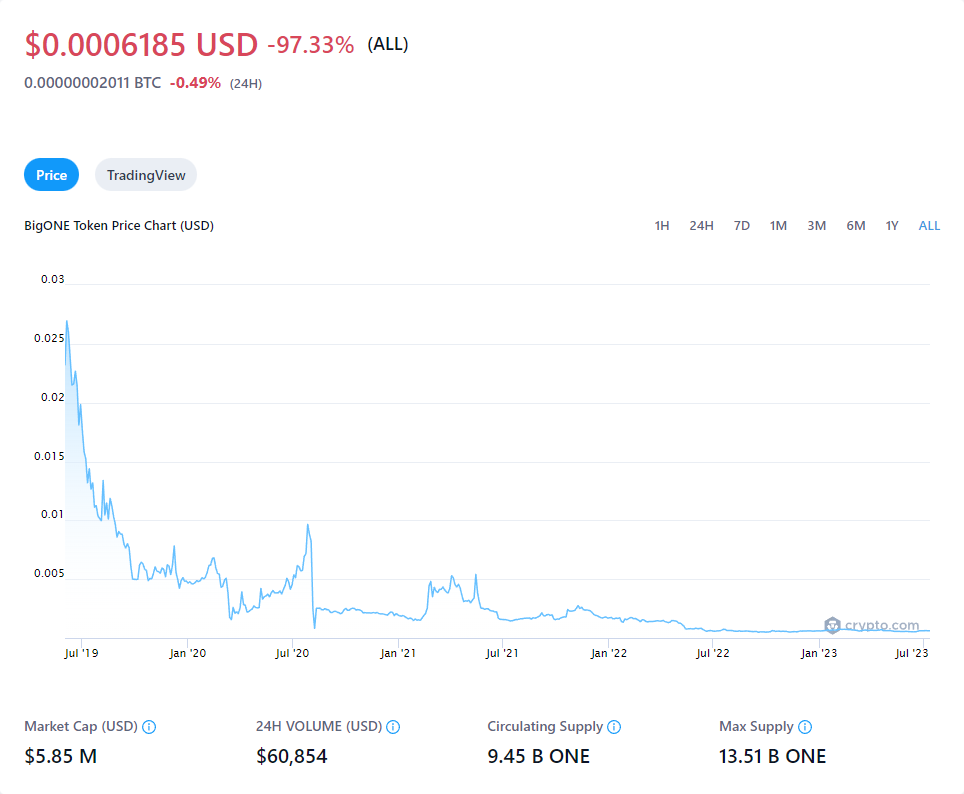 $0.0006185 USD -97.33% (ALL)
0.00000002011 BTC -0.49% (24H)
Price TradingView
BigONE Token Price Chart (USD) 1H 24H 7D 1M 3M 6M 1Y ALL
0.03
0.025
0.02
0.015
0.01
0.005
crypto.com
Jul '19 Jan '20 Jul '20 Jan '21 Jul '21 Jan '22 Jul '22 Jan '23 Jul '23
Market Cap (USD) 24H VOLUME (USD) Circulating Supply Max Supply
$5.85 M $60,854 9.45 B ONE 13.51 B ONE